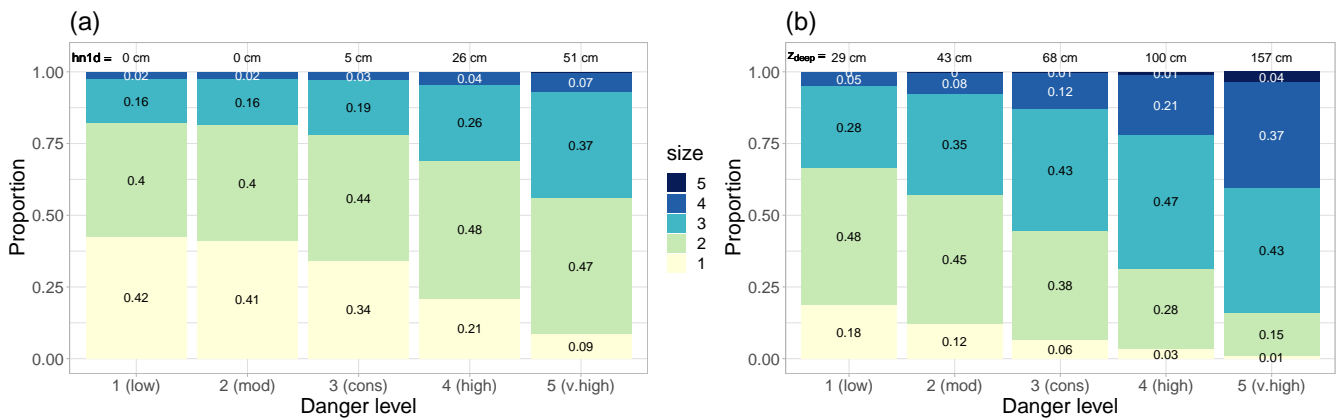 (a)
hn1d = 0 cm 0 cm 5 cm 26 cm 51 cm
1.00 0.02 0.02 0.03 0.04 0.07
0.16 0.16 0.19 0.26 0.37
0.75
0.4 0.4 0.44 0.48 0.47
0.50
0.42 0.41 0.34 0.21 0.09
0.25
0.00
Proportion
1 (low) 2 (mod) 3 (cons) 4 (high) 5 (v.high)
Danger level
size
5
4
3
2
1
(b)
zdeep = 29 cm 43 cm 68 cm 100 cm 157 cm
1.00 0 0 0.01 0.01 0.04
0.05 0.08 0.12 0.21 0.37
0.28 0.35 0.43 0.47 0.43
0.75
0.48 0.45 0.38 0.28 0.15
0.50
0.18 0.12 0.06 0.03 0.01
0.25
0.00
Proportion
1 (low) 2 (mod) 3 (cons) 4 (high) 5 (v.high)
Danger level